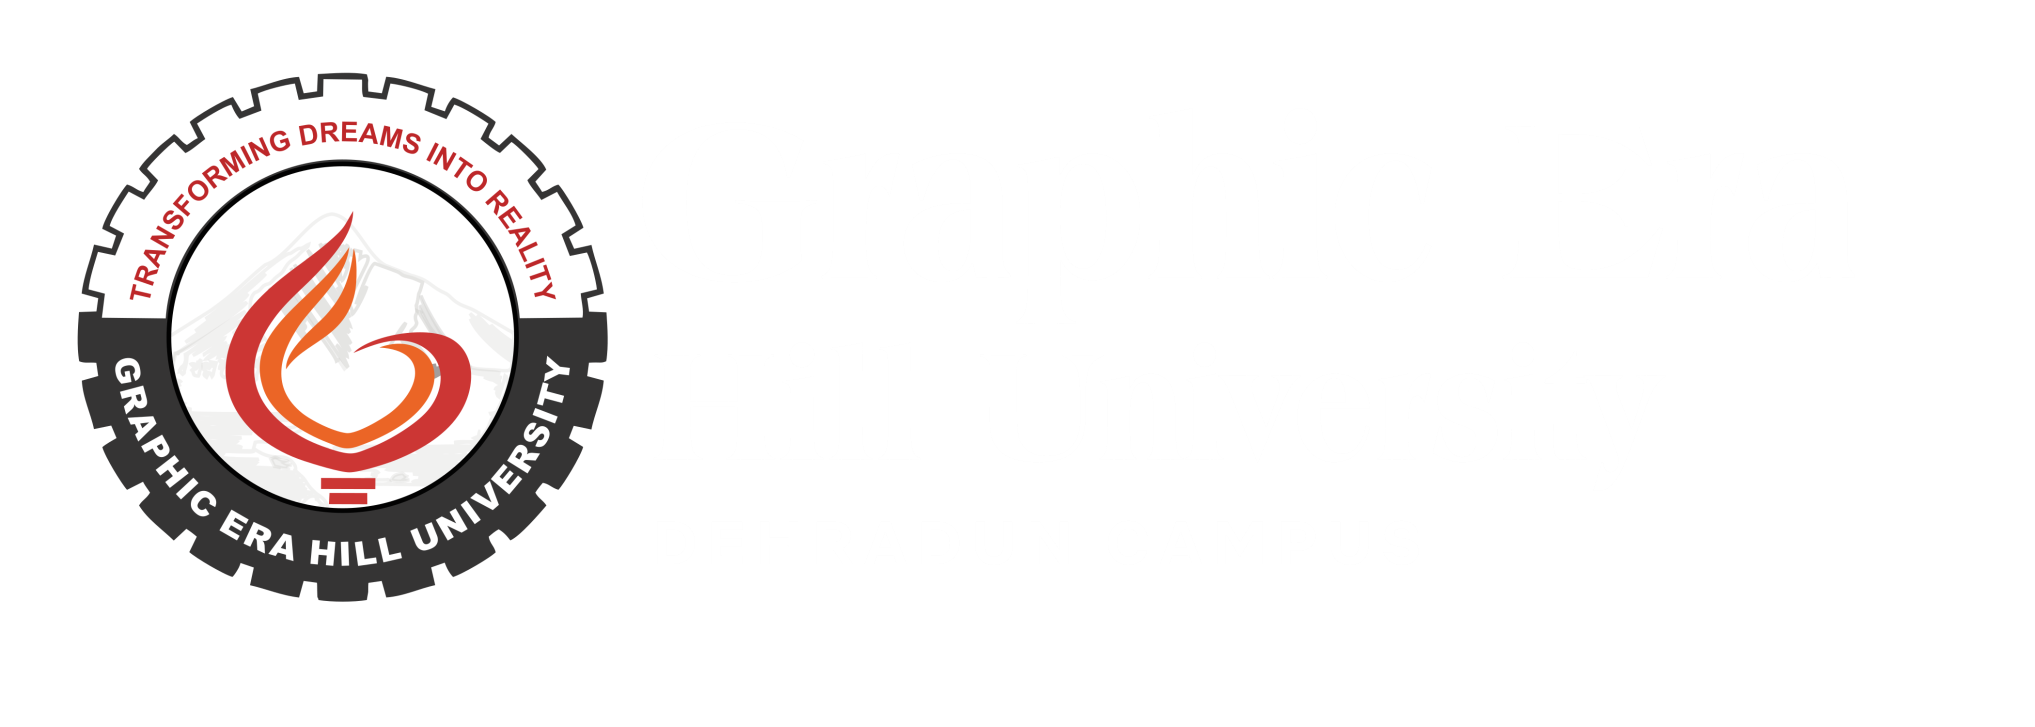 TRANSFORMING DREAMS INTO REALITY
GRAPHIC ERA HILL UNIVERSITY